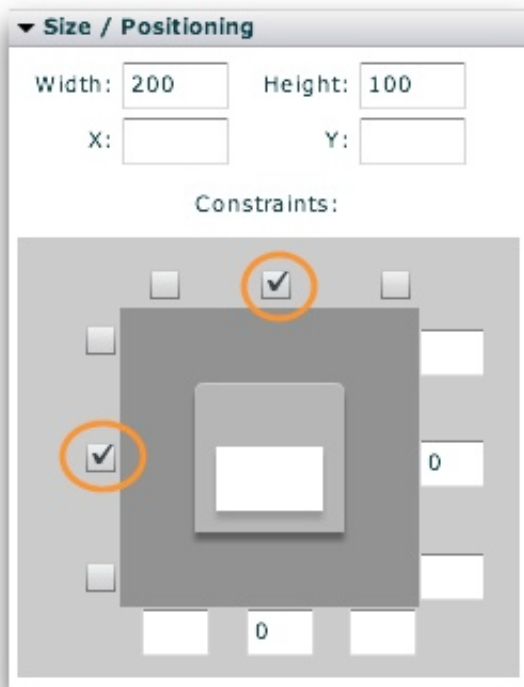 Size / Positioning
Width: 200 Height: 100
X: Y:
Constraints:
0
0